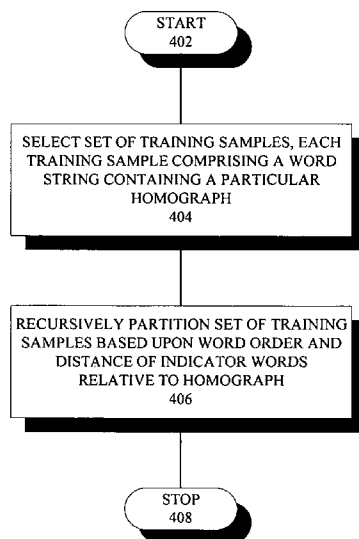 START
402
SELECT SET OF TRAINING SAMPLES, EACH
TRAINING SAMPLE COMPRISING A WORD
STRING CONTAINING A PARTICULAR
HOMOGRAPH
404
RECURSIVELY PARTITION SET OF TRAINING
SAMPLES BASED UPON WORD ORDER AND
DISTANCE OF INDICATOR WORDS
RELATIVE TO HOMOGRAPH
406
STOP
408